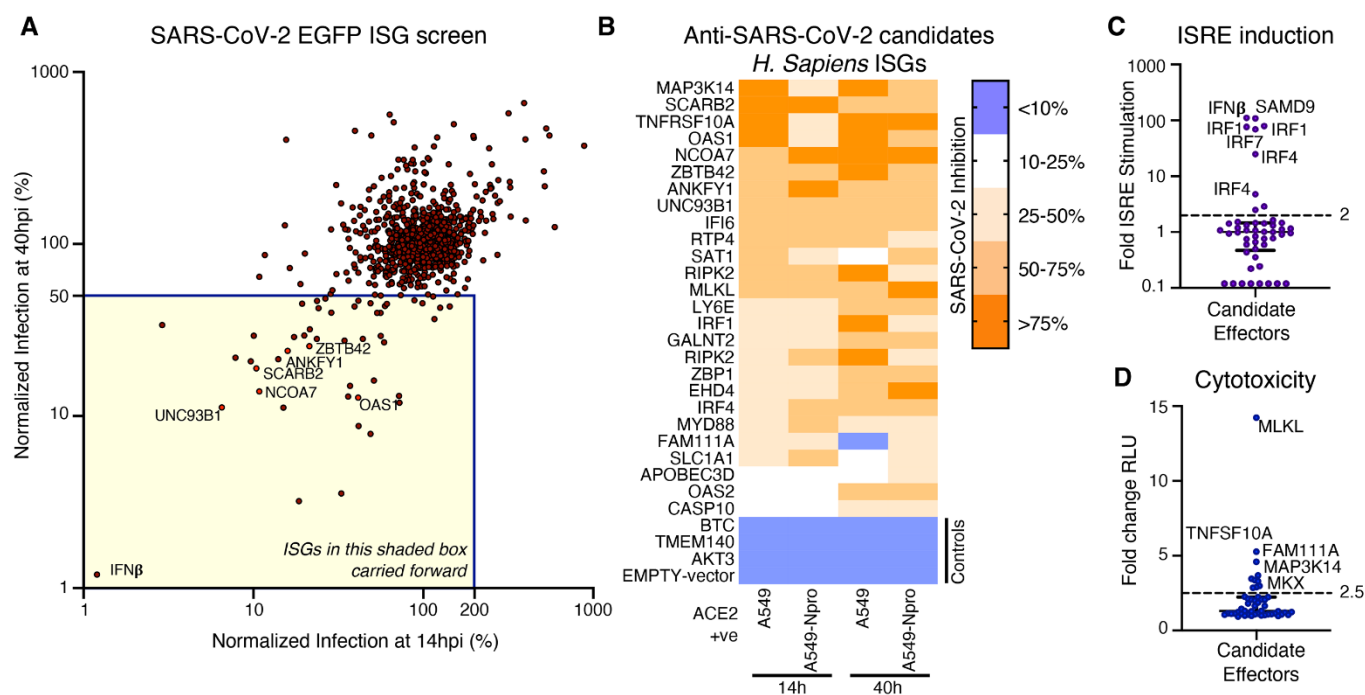 A
SARS-CoV-2 EGFP ISG screen
Normalized Infection at 40hpi (%)
1000
100
50
10
1
ZBTB42
ANKFY1
SCARB2
NCOA7
OAS1
UNC93B1
IFNβ
ISGs in this shaded box
carried forward
1
10
100
200
1000
Normalized Infection at 14hpi (%)
B
Anti-SARS-CoV-2 candidates
H. Sapiens ISGs
MAP3K14
SCARB2
TNFRSF10A
OAS1
NCOA7
ZBTB42
ANKFY1
UNC93B1
IFI6
RTP4
SAT1
RIPK2
MLKL
LY6E
IRF1
GALNT2
RIPK2
ZBP1
EHD4
IRF4
MYD88
FAM111A
SLC1A1
APOBEC3D
OAS2
CASP10
BTC
TMEM140
AKT3
EMPTY-vector
Controls
ACE2
+ve
A549
A549-Npro
A549
A549-Npro
14h
40h
SARS-CoV-2 Inhibition
<10%
10-25%
25-50%
50-75%
>75%
C
ISRE induction
Fold ISRE Stimulation
1000
100
10
1
0.1
IFNβ
SAMD9
IRF1
IRF1
IRF7
IRF4
IRF4
2
Candidate
Effectors
D
Cytotoxicity
Fold change RLU
15
10
5
0
MLKL
TNFSF10A
FAM111A
MAP3K14
MKX
2.5
Candidate
Effectors